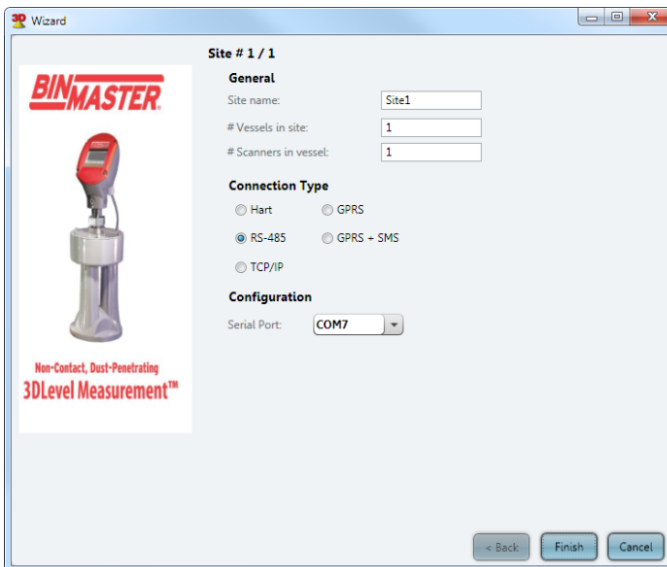 Wizard
Site # 1 / 1
General
Site name: Site1
# Vessels in site: 1
# Scanners in vessel: 1
Connection Type
Hart GPRS
RS-485 GPRS + SMS
TCP/IP
Configuration
Serial Port: COM7
BINMASTER
Non-Contact, Dust-Penetrating
3DLevel Measurement™
< Back Finish Cancel